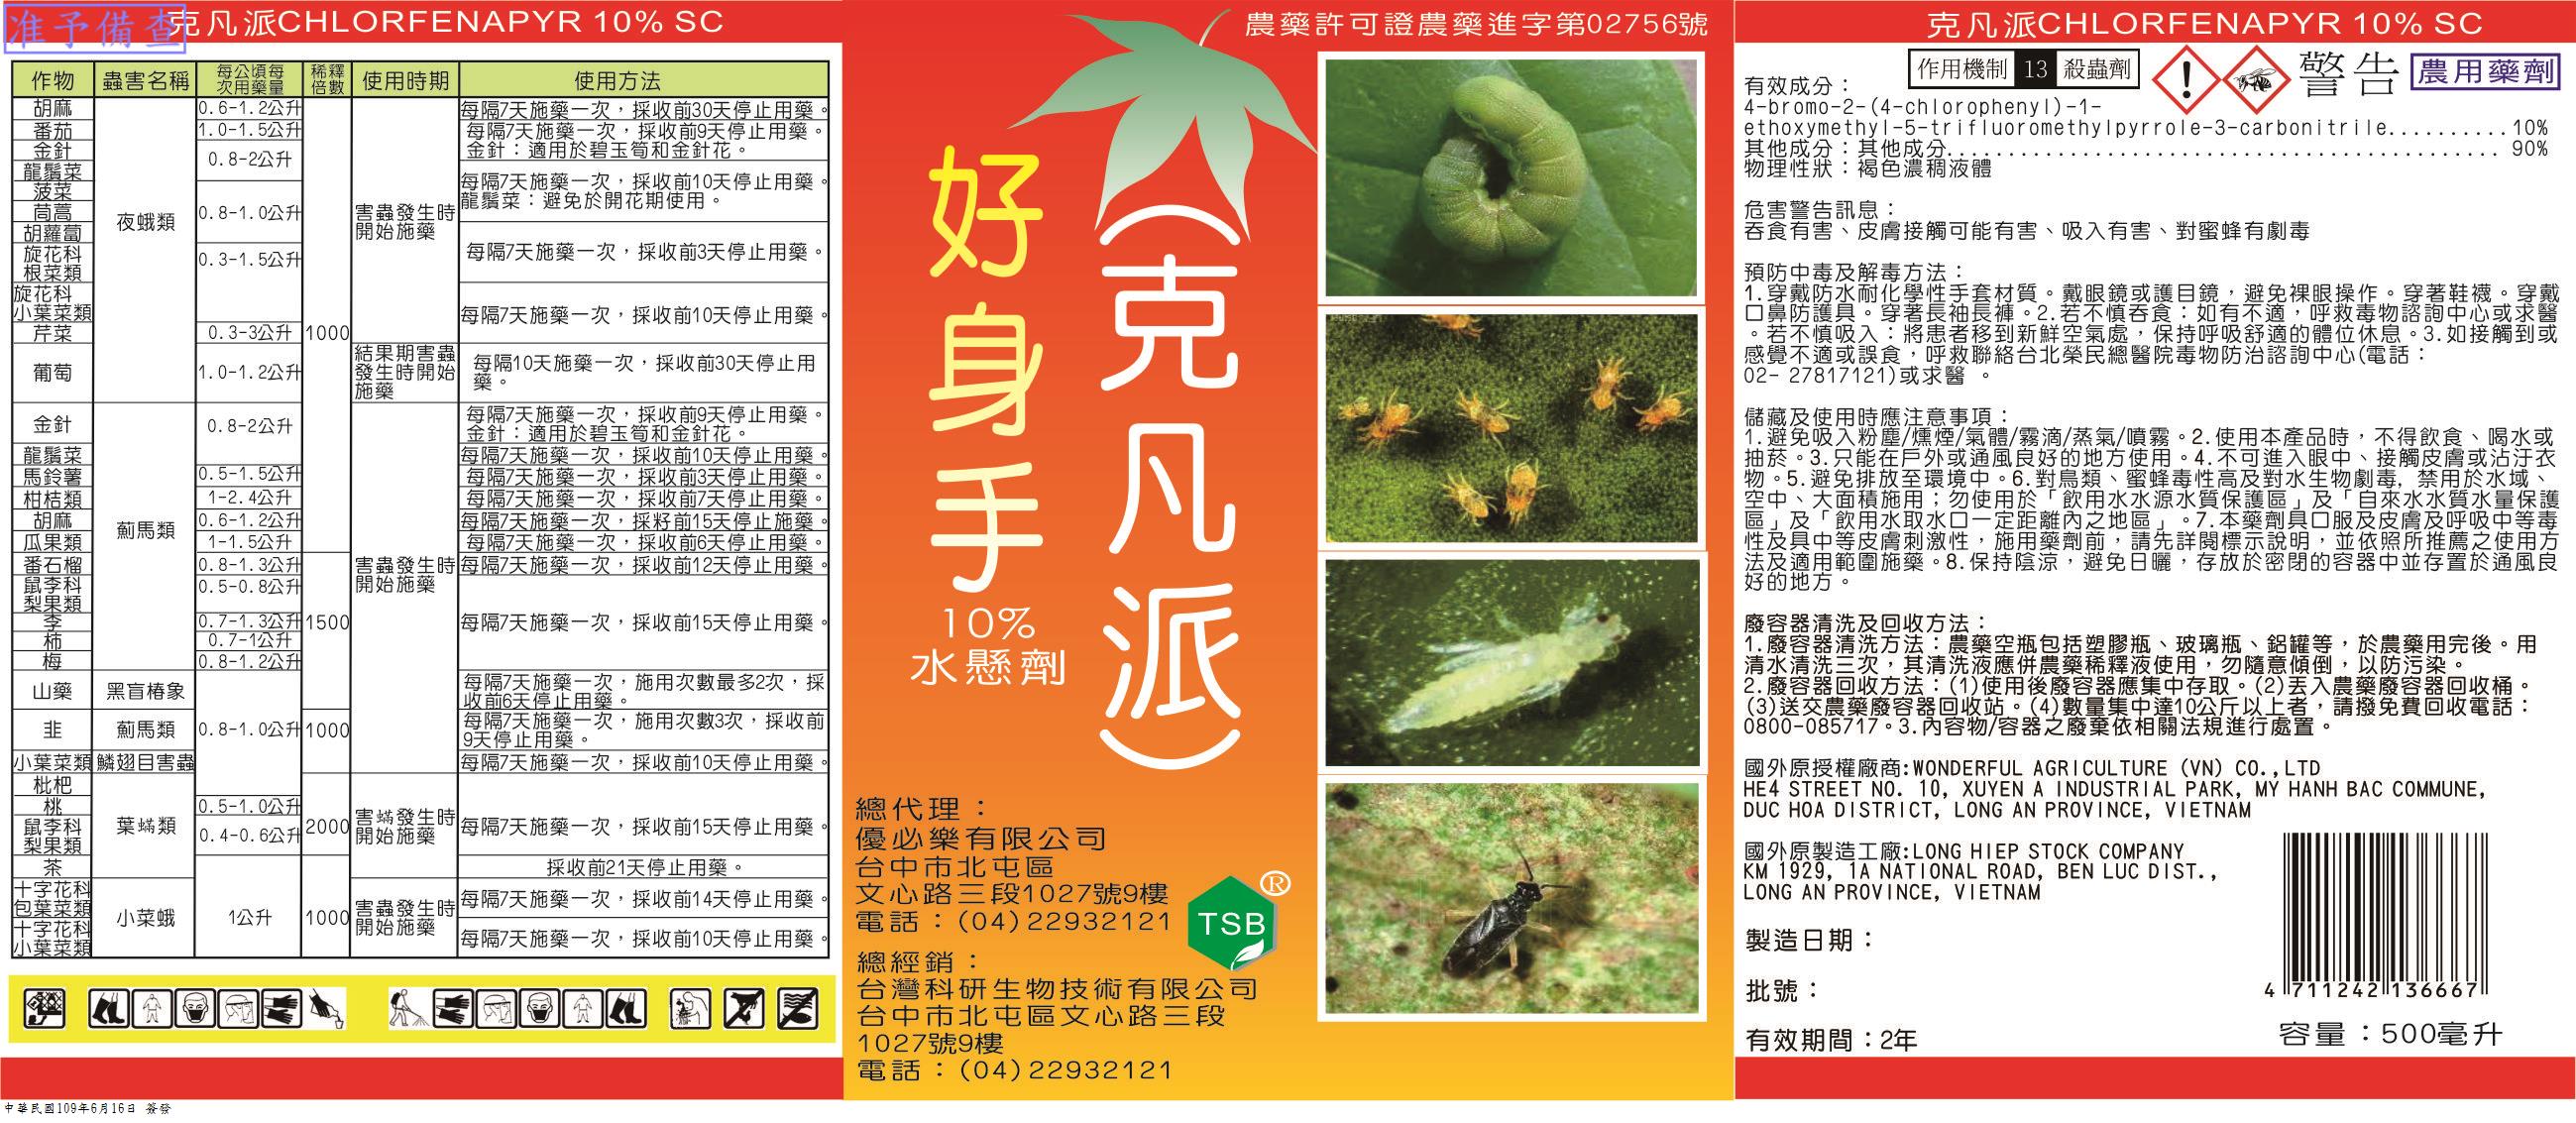 准予備查
克凡派CHLORFENAPYR 10% SC
作物 蟲害名稱 每公頃每次用藥量 稀釋倍數 使用時期 使用方法
胡麻 夜蛾類 0.6-1.2公升 1000 害蟲發生時開始施藥 每隔7天施藥一次，採收前30天停止用藥。
番茄 1.0-1.5公升 每隔7天施藥一次，採收前9天停止用藥。
金針 0.8-2公升 金針：適用於碧玉筍和金針花。
龍鬚菜 每隔7天施藥一次，採收前10天停止用藥。
菠菜 0.8-1.0公升 龍鬚菜：避免於開花期使用。
茼蒿
胡蘿蔔 每隔7天施藥一次，採收前3天停止用藥。
旋花科根菜類 0.3-1.5公升
旋花科小葉菜類 每隔7天施藥一次，採收前10天停止用藥。
芹菜 0.3-3公升
葡萄 1.0-1.2公升 結果期害蟲發生時開始施藥 每隔10天施藥一次，採收前30天停止用藥。
金針 薊馬類 0.8-2公升 害蟲發生時開始施藥 每隔7天施藥一次，採收前9天停止用藥。
金針：適用於碧玉筍和金針花。
龍鬚菜 每隔7天施藥一次，採收前10天停止用藥。
馬鈴薯 0.5-1.5公升 每隔7天施藥一次，採收前3天停止用藥。
柑桔類 1-2.4公升 每隔7天施藥一次，採收前7天停止用藥。
胡麻 0.6-1.2公升 每隔7天施藥一次，採籽前15天停止施藥。
瓜果類 1-1.5公升 每隔7天施藥一次，採收前6天停止用藥。
番石榴 0.8-1.3公升 1500 每隔7天施藥一次，採收前12天停止用藥。
鼠李科梨果類 0.5-0.8公升 每隔7天施藥一次，採收前15天停止用藥。
李 0.7-1.3公升
柿 0.7-1公升
梅 0.8-1.2公升
山藥 黑盲椿象 0.8-1.0公升 每隔7天施藥一次，施用次數最多2次，採收前6天停止用藥。
韭 薊馬類 1000 每隔7天施藥一次，施用次數3次，採收前9天停止用藥。
小葉菜類 鱗翅目害蟲 每隔7天施藥一次，採收前10天停止用藥。
枇杷 葉蟎類 2000 害蟎發生時開始施藥 每隔7天施藥一次，採收前15天停止用藥。
桃 0.5-1.0公升
鼠李科梨果類 0.4-0.6公升
茶 1公升 1000 採收前21天停止用藥。
十字花科包葉菜類 小菜蛾 害蟲發生時開始施藥 每隔7天施藥一次，採收前14天停止用藥。
十字花科小葉菜類 每隔7天施藥一次，採收前10天停止用藥。
中華民國109年6月16日 簽發
農藥許可證農藥進字第02756號
好身手
(克凡派)
10%
水懸劑
總代理：
優必樂有限公司
台中市北屯區
文心路三段1027號9樓
電話：(04)22932121
TSB®
總經銷：
台灣科研生物技術有限公司
台中市北屯區文心路三段
1027號9樓
電話：(04)22932121
克凡派CHLORFENAPYR 10% SC
作用機制 13 殺蟲劑
警告
農用藥劑
有效成分：
4-bromo-2-(4-chlorophenyl)-1-
ethoxymethyl-5-trifluoromethylpyrrole-3-carbonitrile..........10%
其他成分：其他成分......................................... 90%
物理性狀：褐色濃稠液體
危害警告訊息：
吞食有害、皮膚接觸可能有害、吸入有害、對蜜蜂有劇毒
預防中毒及解毒方法：
1.穿戴防水耐化學性手套材質。戴眼鏡或護目鏡，避免裸眼操作。穿著鞋襪。穿戴
口鼻防護具。穿著長袖長褲。2.若不慎吞食：如有不適，呼救毒物諮詢中心或求醫
。若不慎吸入：將患者移到新鮮空氣處，保持呼吸舒適的體位休息。3.如接觸到或
感覺不適或誤食，呼救聯絡台北榮民總醫院毒物防治諮詢中心(電話：
02- 27817121)或求醫 。
儲藏及使用時應注意事項：
1.避免吸入粉塵/燻煙/氣體/霧滴/蒸氣/噴霧。2.使用本產品時，不得飲食、喝水或
抽菸。3.只能在戶外或通風良好的地方使用。4.不可進入眼中、接觸皮膚或沾汙衣
物。5.避免排放至環境中。6.對鳥類、蜜蜂毒性高及對水生物劇毒, 禁用於水域、
空中、大面積施用；勿使用於「飲用水水源水質保護區」及「自來水水質水量保護
區」及「飲用水取水口一定距離內之地區」。7.本藥劑具口服及皮膚及呼吸中等毒
性及具中等皮膚刺激性，施用藥劑前，請先詳閱標示說明，並依照所推薦之使用方
法及適用範圍施藥。8.保持陰涼，避免日曬，存放於密閉的容器中並存置於通風良
好的地方。
廢容器清洗及回收方法：
1.廢容器清洗方法：農藥空瓶包括塑膠瓶、玻璃瓶、鋁罐等，於農藥用完後。用
清水清洗三次，其清洗液應併農藥稀釋液使用，勿隨意傾倒，以防污染。
2.廢容器回收方法：(1)使用後廢容器應集中存取。(2)丟入農藥廢容器回收桶。
(3)送交農藥廢容器回收站。(4)數量集中達10公斤以上者，請撥免費回收電話：
0800-085717。3.內容物/容器之廢棄依相關法規進行處置。
國外原授權廠商:WONDERFUL AGRICULTURE (VN) CO.,LTD
HE4 STREET NO. 10, XUYEN A INDUSTRIAL PARK, MY HANH BAC COMMUNE,
DUC HOA DISTRICT, LONG AN PROVINCE, VIETNAM
國外原製造工廠:LONG HIEP STOCK COMPANY
KM 1929, 1A NATIONAL ROAD, BEN LUC DIST.,
LONG AN PROVINCE, VIETNAM
製造日期：
批號：
有效期間：2年
4 711242 136667
容量：500毫升